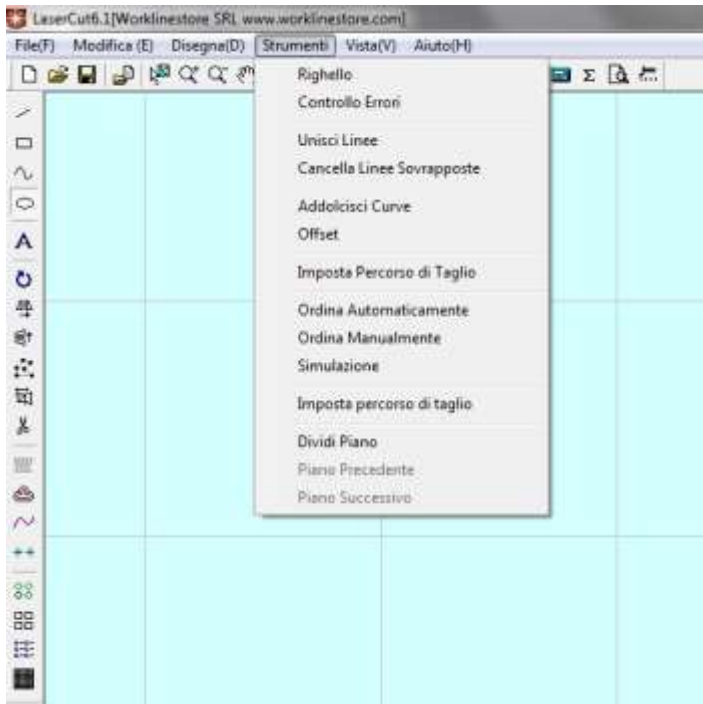 LaserCut6.1[Worklinestore SRL www.worklinestore.com]
File(F) Modifica (E) Disegna(D) Strumenti Vista(V) Aiuto(H)
Righello
Controllo Errori
Unisci Linee
Cancella Linee Sovrapposte
Addolcisci Curve
Offset
Imposta Percorso di Taglio
Ordina Automaticamente
Ordina Manualmente
Simulazione
Imposta percorso di taglio
Dividi Piano
Piano Precedente
Piano Successivo